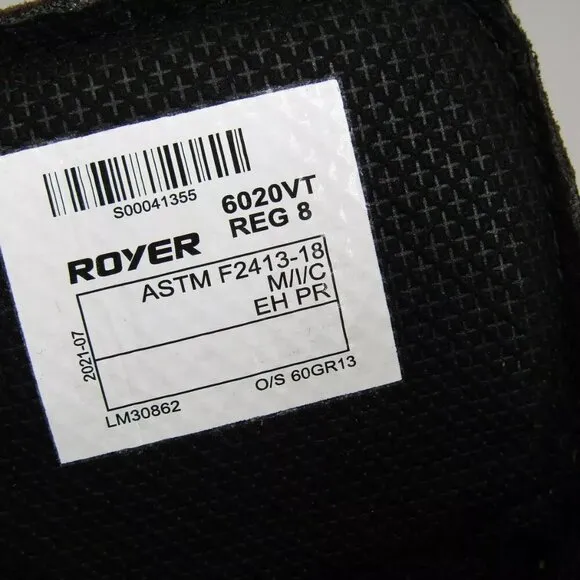 S00041355
6020VT
REG 8
ROYER
ASTM F2413-18
M/I/C
EH PR
2021-07
LM30862
O/S 60GR13